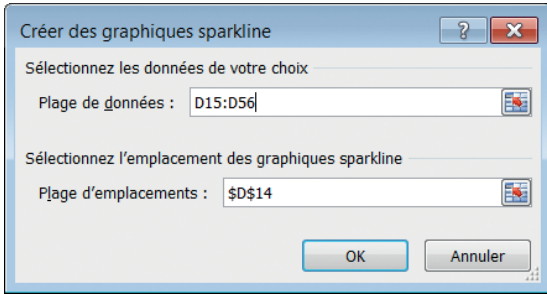 Créer des graphiques sparkline
Sélectionnez les données de votre choix
Plage de données : D15:D56
Sélectionnez l'emplacement des graphiques sparkline
Plage d'emplacements : $D$14
OK Annuler